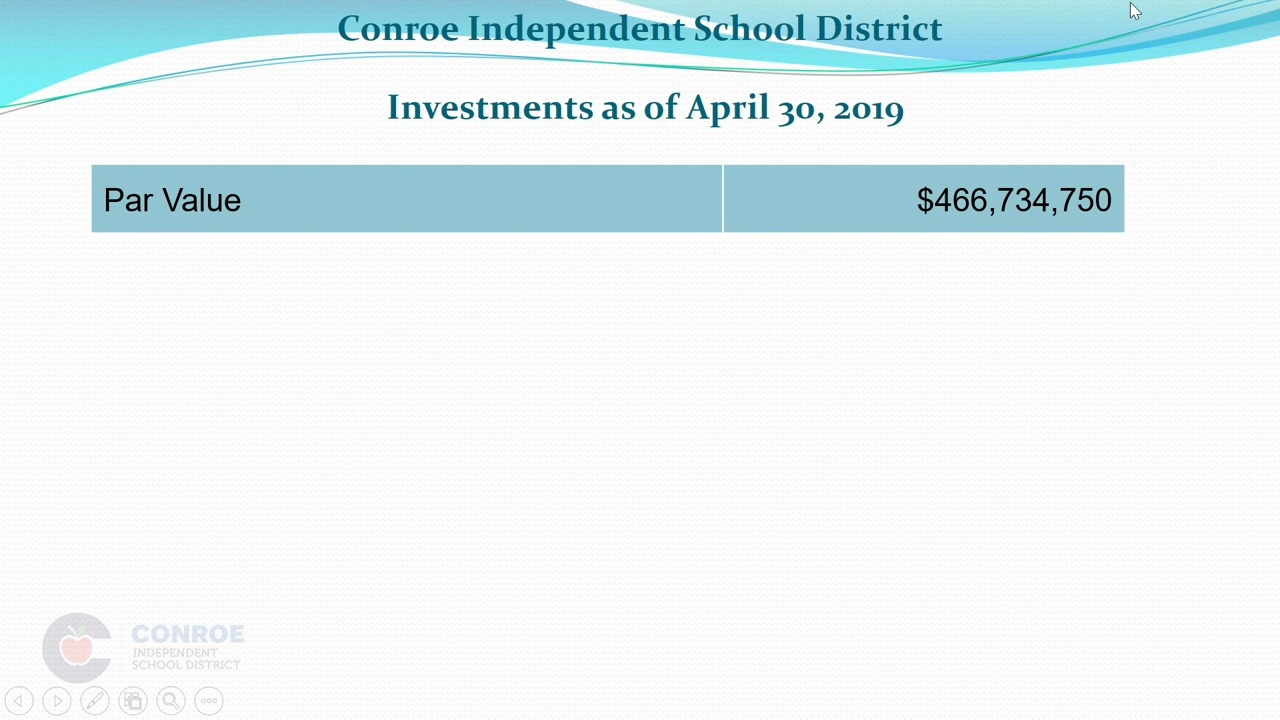 Conroe Independent School District
Investments as of April 30, 2019
Par Value $466,734,750
CONROE
INDEPENDENT
SCHOOL DISTRICT